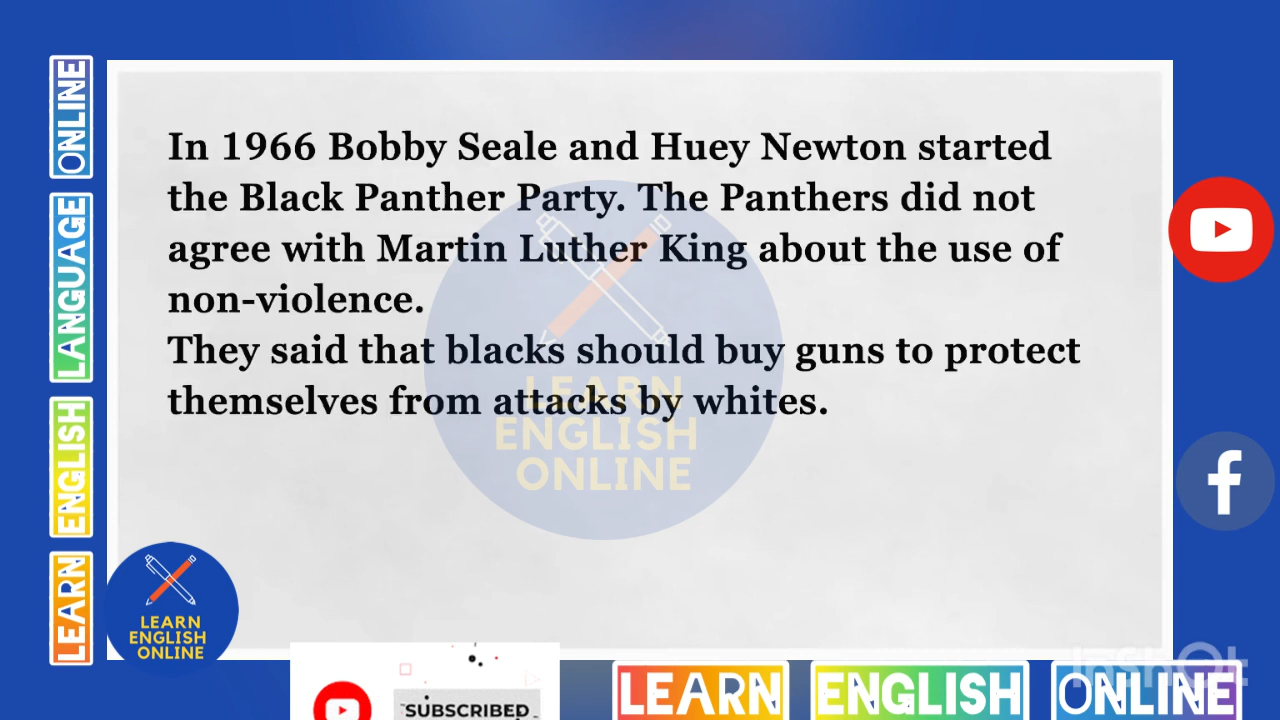 In 1966 Bobby Seale and Huey Newton started
the Black Panther Party. The Panthers did not
agree with Martin Luther King about the use of
non-violence.
They said that blacks should buy guns to protect
themselves from attacks by whites.
LEARN
ENGLISH
ONLINE
LEARN ENGLISH LANGUAGE ONLINE
LEARN
ENGLISH
ONLINE
SUBSCRIBED
LEARN ENGLISH ONLINE
InShOt